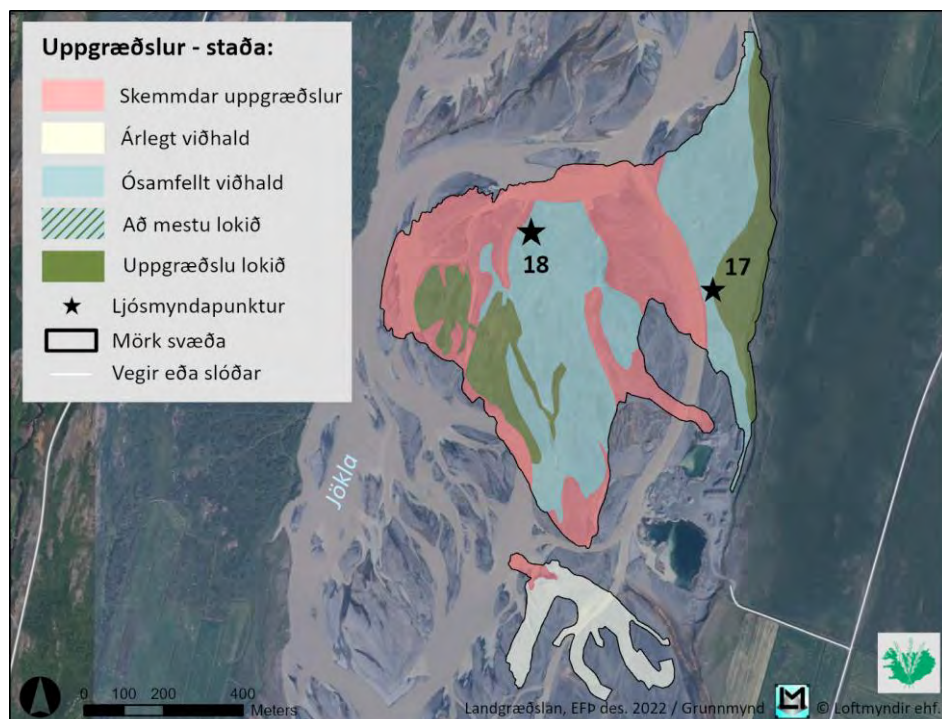 Uppgræðslur - staða:
Skemmdar uppgræðslur
Árlegt viðhald
Ósamfellt viðhald
Að mestu lokið
Uppgræðslu lokið
Ljósmyndapunktur
Mörk svæða
Vegir eða slóðar
17
18
Jökla
0 100 200 400
Meters
Landgræðslan, EFÞ des. 2022 / Grunnmynd © Loftmyndir ehf.